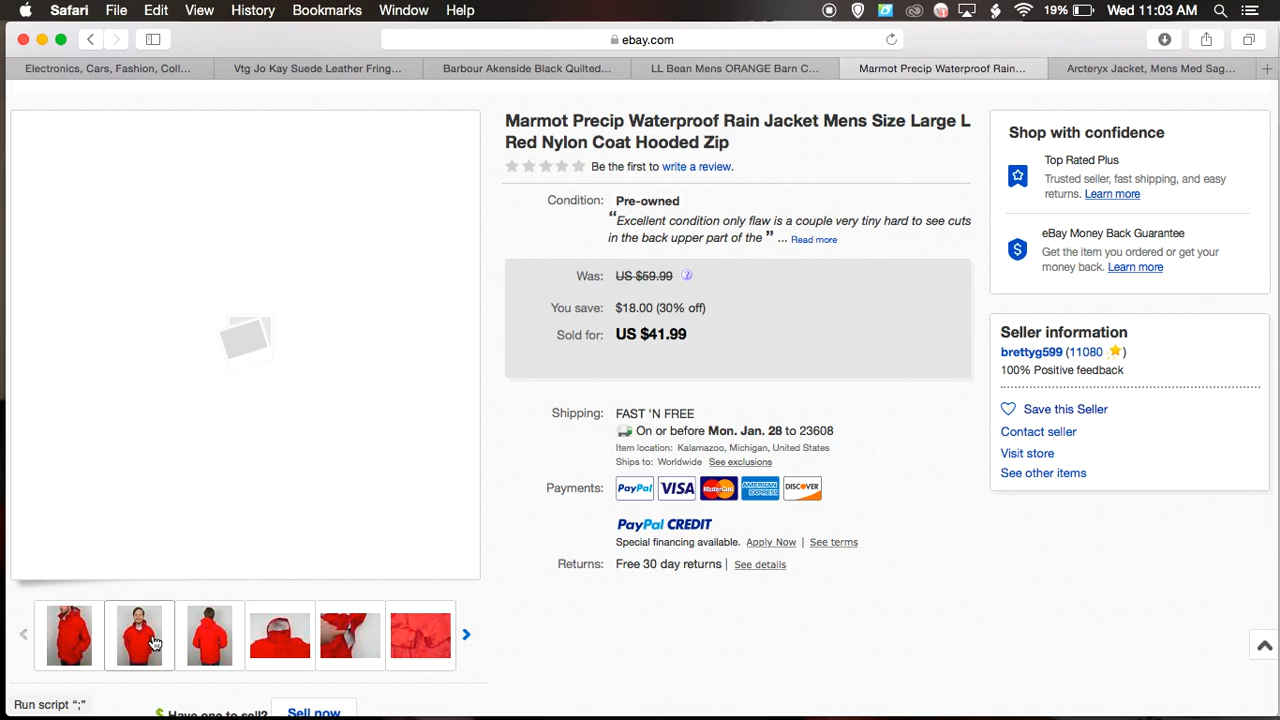 Safari File Edit View History Bookmarks Window Help 19% Wed 11:03 AM
ebay.com
Electronics, Cars, Fashion, Coll...
Vtg Jo Kay Suede Leather Fring...
Barbour Akenside Black Quilted...
LL Bean Mens ORANGE Barn C...
Marmot Precip Waterproof Rain...
Arcteryx Jacket, Mens Med Sag...
Marmot Precip Waterproof Rain Jacket Mens Size Large L
Red Nylon Coat Hooded Zip
Be the first to write a review.
Condition: Pre-owned
“Excellent condition only flaw is a couple very tiny hard to see cuts
in the back upper part of the ” ... Read more
Was: US $59.99 ?
You save: $18.00 (30% off)
Sold for: US $41.99
Shipping: FAST 'N FREE
On or before Mon. Jan. 28 to 23608
Item location: Kalamazoo, Michigan, United States
Ships to: Worldwide See exclusions
Payments: PayPal VISA MasterCard AMERICAN EXPRESS DISCOVER
PayPal CREDIT
Special financing available. Apply Now | See terms
Returns: Free 30 day returns | See details
Shop with confidence
Top Rated Plus
Trusted seller, fast shipping, and easy
returns. Learn more
eBay Money Back Guarantee
Get the item you ordered or get your
money back. Learn more
Seller information
brettyg599 (11080 )
100% Positive feedback
Save this Seller
Contact seller
Visit store
See other items
Run script “;”
$ Have one to sell? Sell now